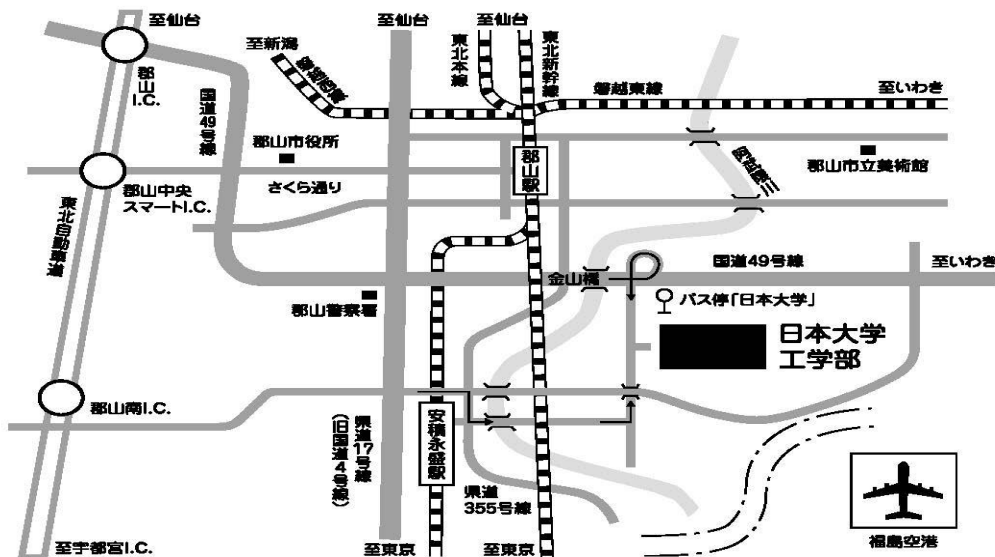 至仙台
至仙台
至仙台
至新潟
磐越西線
東北本線
東北新幹線
磐越東線
至いわき
郡山
I.C.
国道49号線
郡山市役所
郡山駅
郡山市立美術館
さくら通り
郡山中央
スマートI.C.
阿武隈川
東北自動車道
金山橋
国道49号線
至いわき
郡山警察署
バス停「日本大学」
日本大学
工学部
郡山南I.C.
県道17号線
(旧国道4号線)
安積永盛駅
県道
355号線
福島空港
至宇都宮I.C.
至東京
至東京